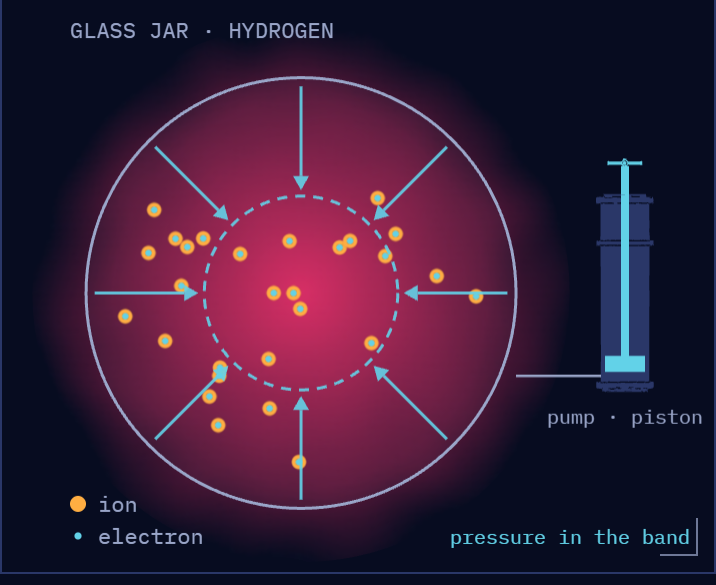 GLASS JAR · HYDROGEN
pump · piston
ion
electron
pressure in the band